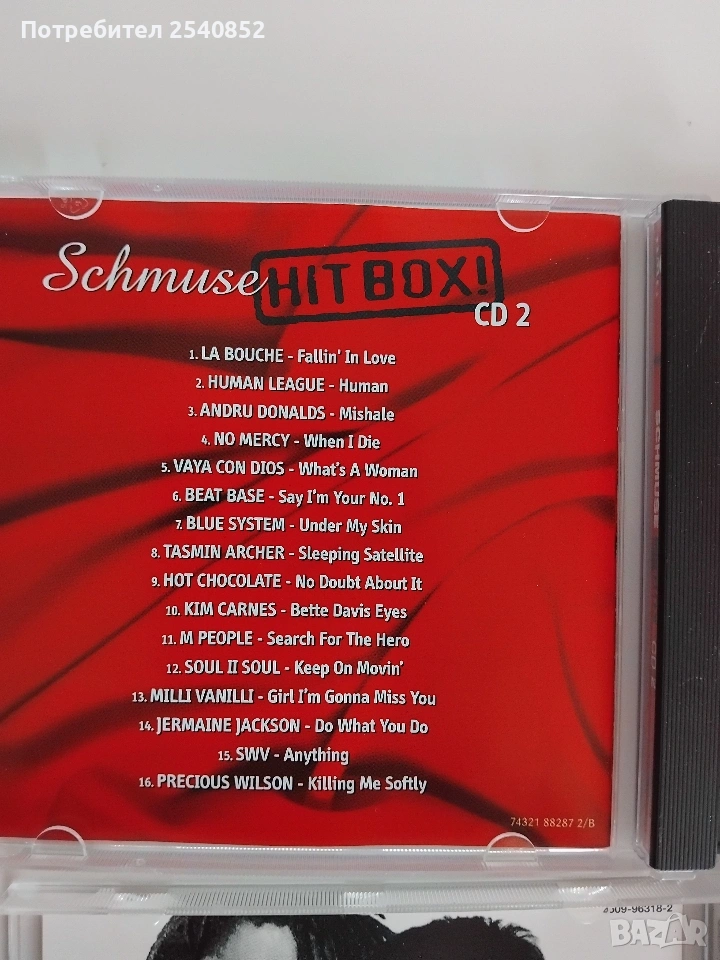 Потребител 2540852
Schmuse HIT BOX!
CD 2
1. LA BOUCHE - Fallin' In Love
2. HUMAN LEAGUE - Human
3. ANDRU DONALDS - Mishale
4. NO MERCY - When I Die
5. VAYA CON DIOS - What's A Woman
6. BEAT BASE - Say I'm Your No. 1
7. BLUE SYSTEM - Under My Skin
8. TASMIN ARCHER - Sleeping Satellite
9. HOT CHOCOLATE - No Doubt About It
10. KIM CARNES - Bette Davis Eyes
11. M PEOPLE - Search For The Hero
12. SOUL II SOUL - Keep On Movin'
13. MILLI VANILLI - Girl I'm Gonna Miss You
14. JERMAINE JACKSON - Do What You Do
15. SWV - Anything
16. PRECIOUS WILSON - Killing Me Softly
74321 88287 2/B
SCHMUSE
CD 2
BAZAR